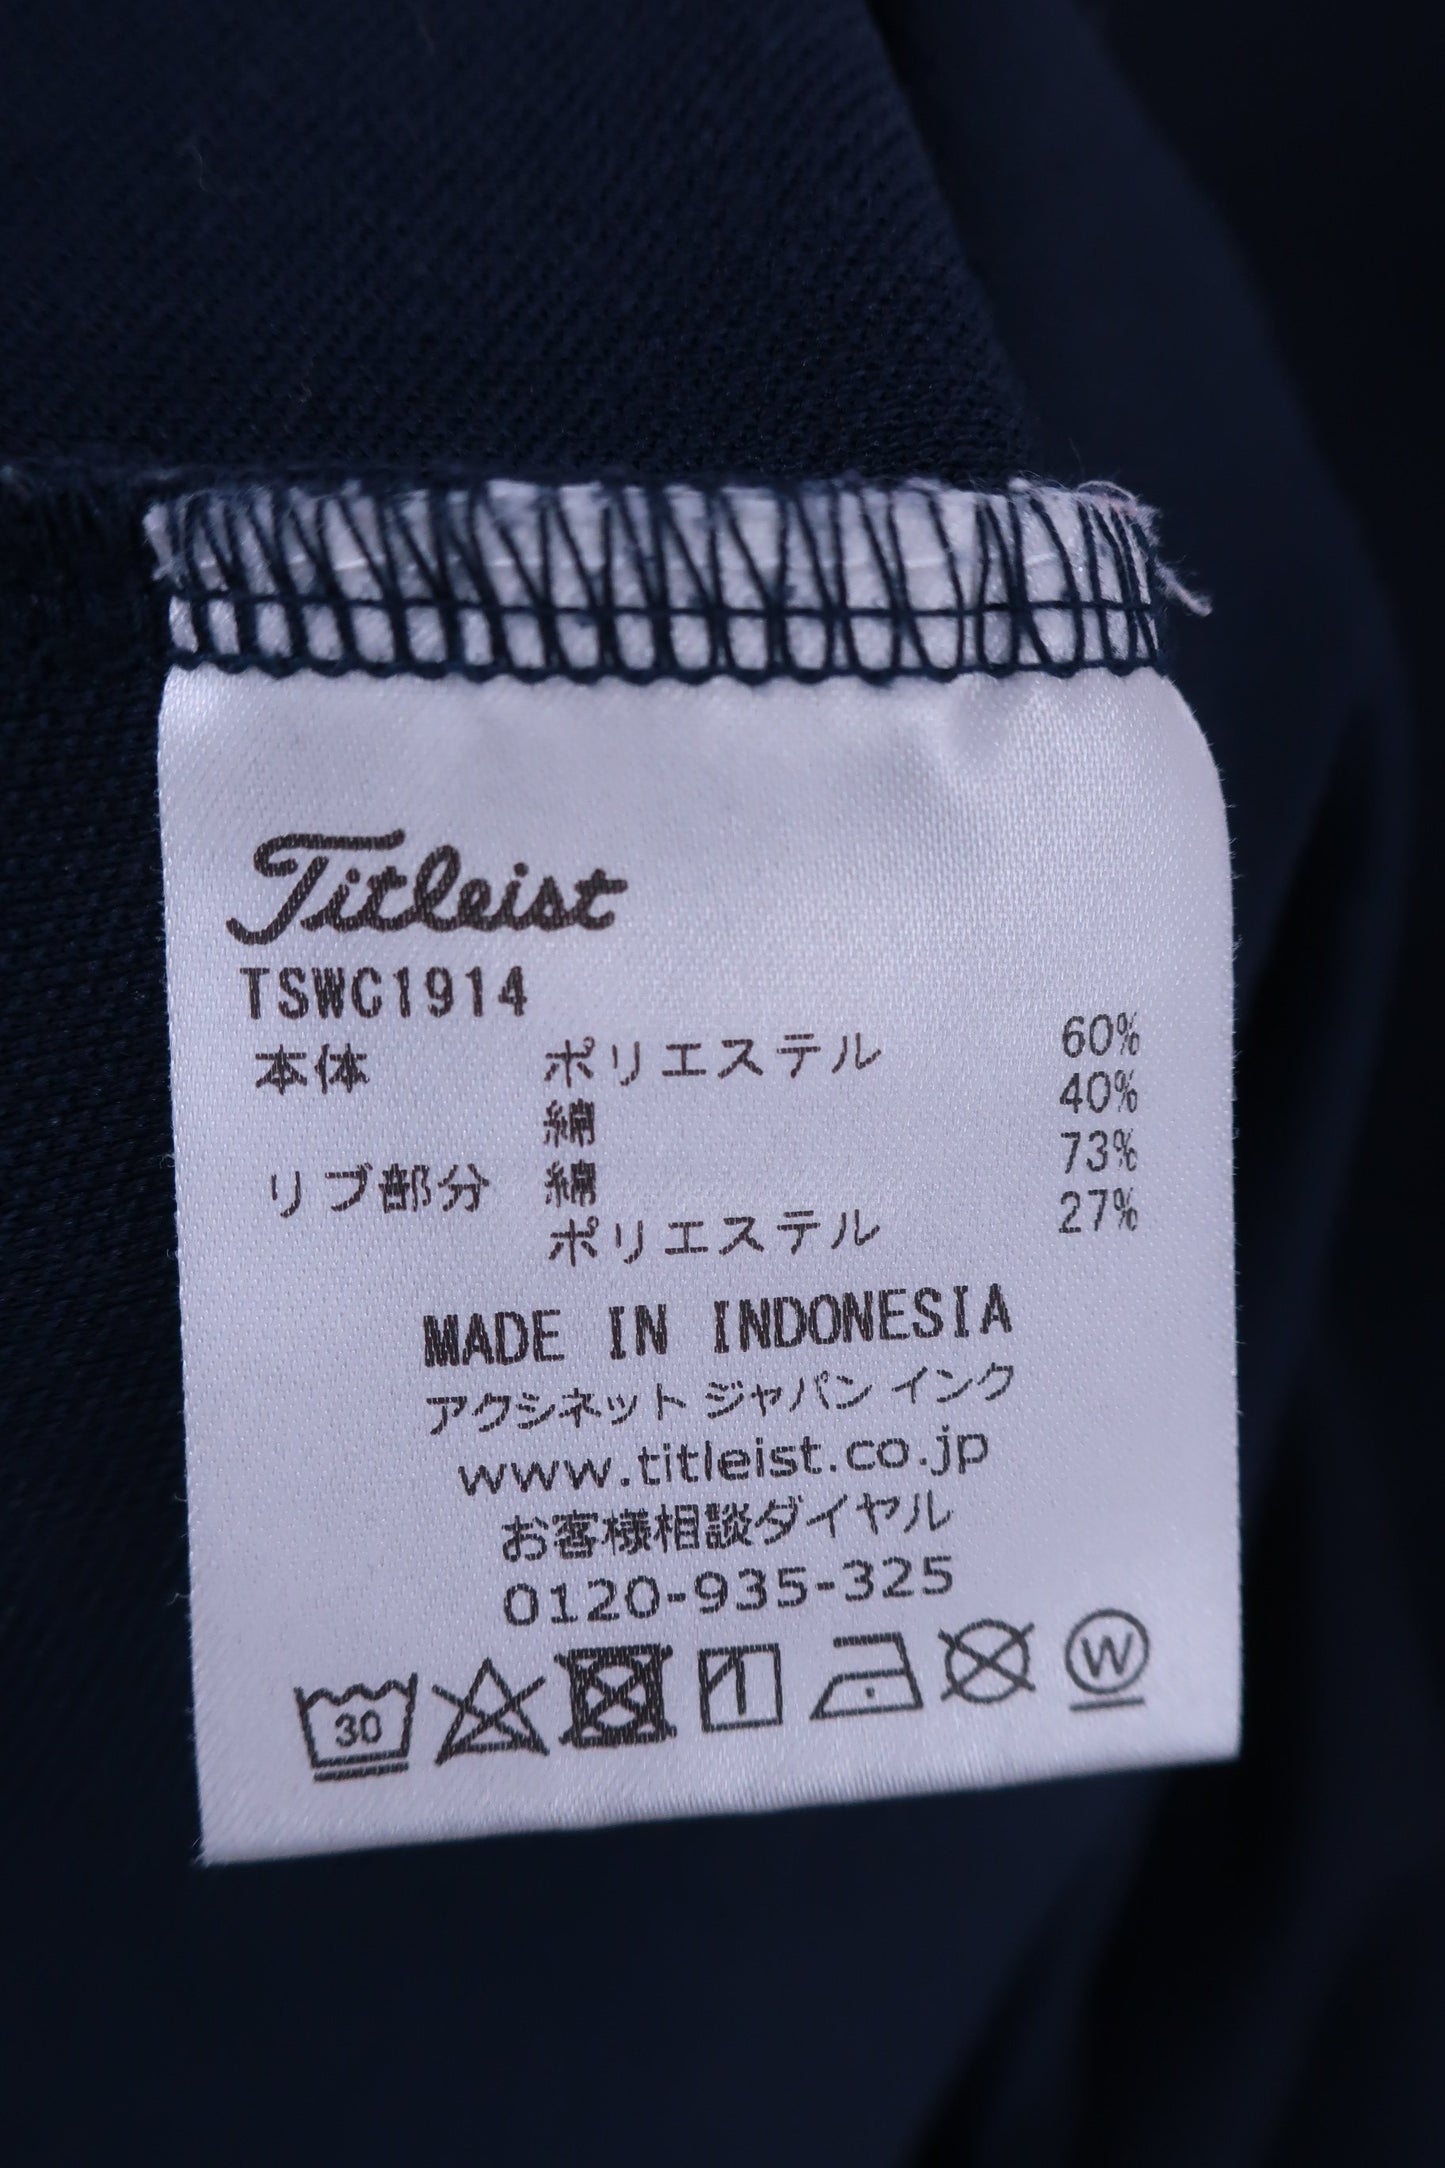 Titleist
TSWC1914
本体 ポリエステル 60%
綿 40%
リブ部分 綿 73%
ポリエステル 27%
MADE IN INDONESIA
アクシネット ジャパン インク
www.titleist.co.jp
お客様相談ダイヤル
0120-935-325
30 W